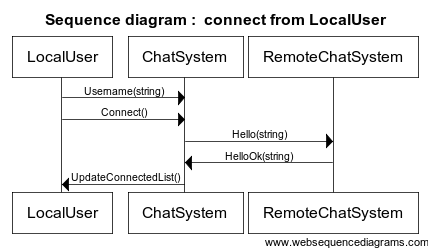 Sequence diagram :  connect from LocalUser
LocalUser
ChatSystem
RemoteChatSystem
Username(string)
Connect()
Hello(string)
HelloOk(string)
UpdateConnectedList()
LocalUser
ChatSystem
RemoteChatSystem
www.websequencediagrams.com